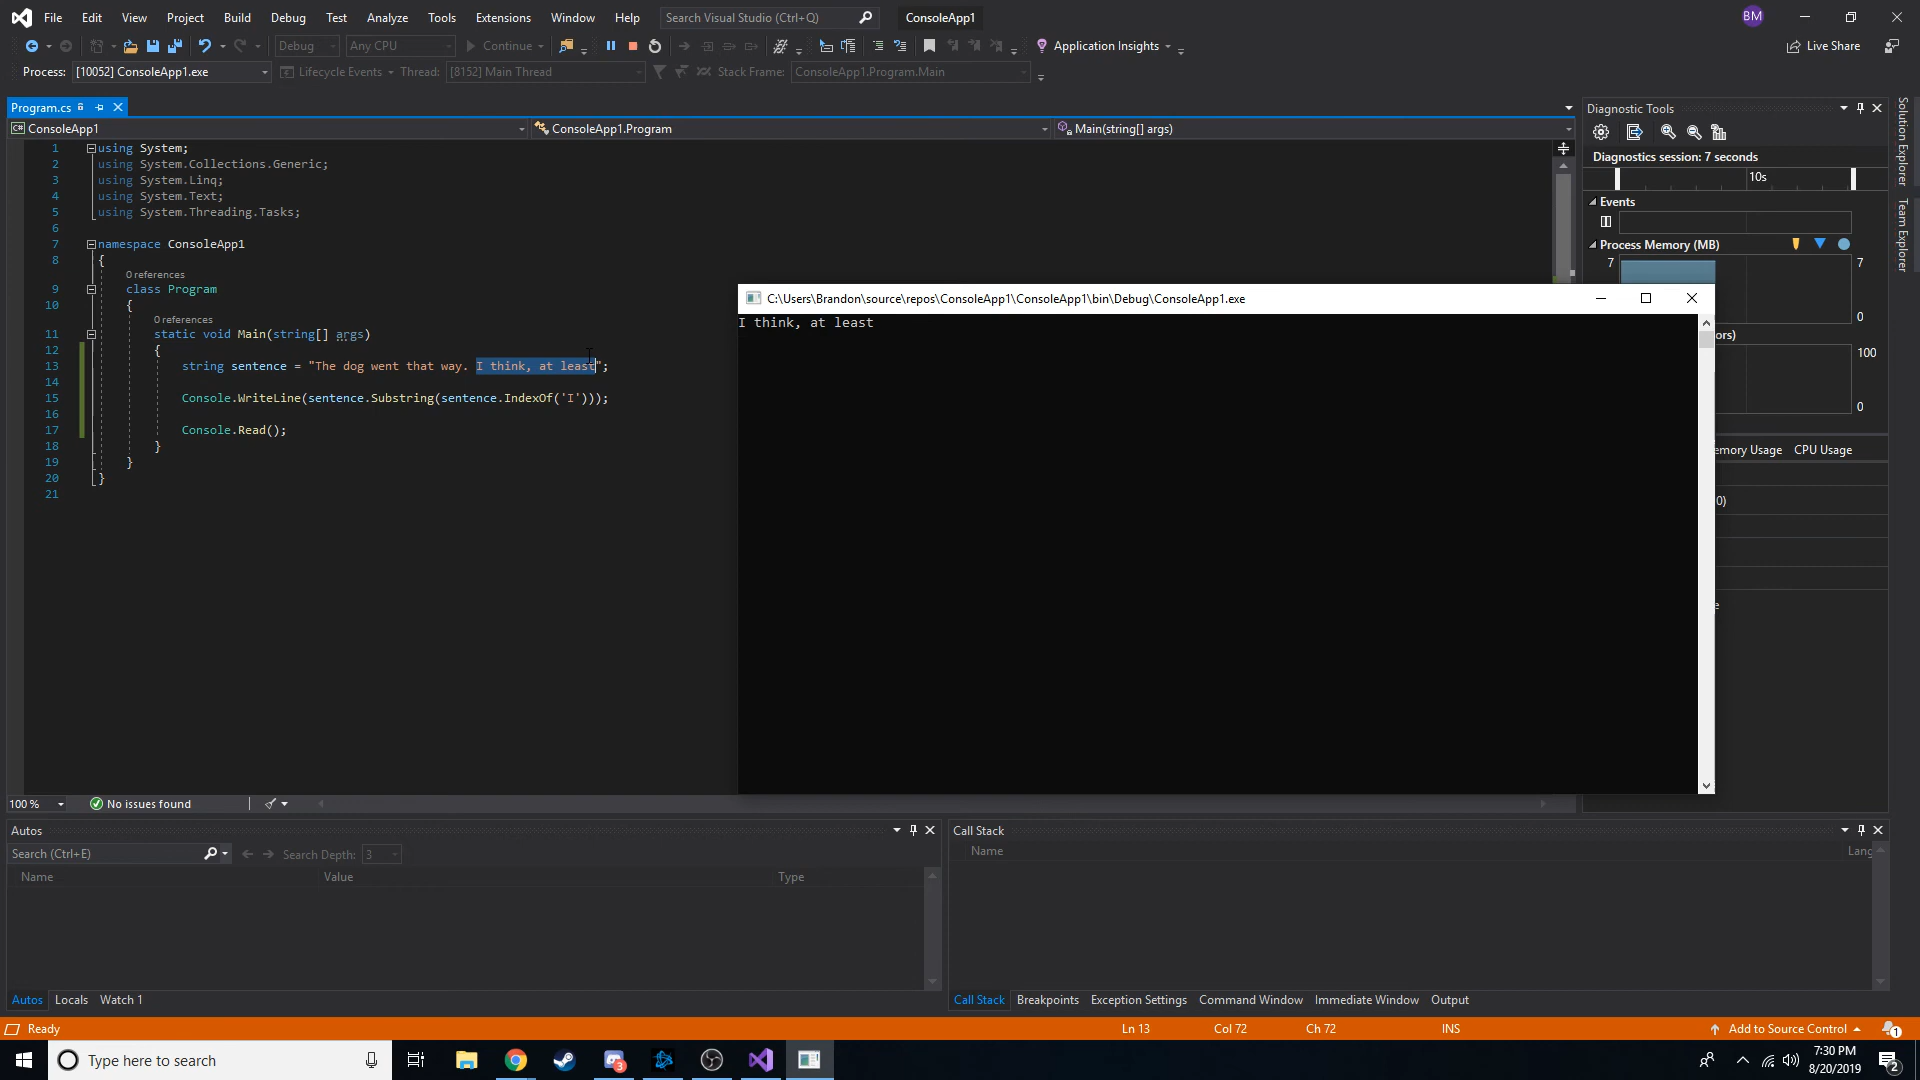 File Edit View Project Build Debug Test Analyze Tools Extensions Window Help Search Visual Studio (Ctrl+Q) ConsoleApp1 BM
Debug Any CPU Continue Application Insights Live Share
Process: [10052] ConsoleApp1.exe Lifecycle Events Thread: [8152] Main Thread Stack Frame: ConsoleApp1.Program.Main
Program.cs
ConsoleApp1 ConsoleApp1.Program Main(string[] args)
1 using System;
2 using System.Collections.Generic;
3 using System.Linq;
4 using System.Text;
5 using System.Threading.Tasks;
6
7 namespace ConsoleApp1
8 {
0 references
9 class Program
10 {
0 references
11 static void Main(string[] args)
12 {
13 string sentence = "The dog went that way. I think, at least";
14
15 Console.WriteLine(sentence.Substring(sentence.IndexOf('I')));
16
17 Console.Read();
18 }
19 }
20 }
21
C:\Users\Brandon\source\repos\ConsoleApp1\ConsoleApp1\bin\Debug\ConsoleApp1.exe
I think, at least
Diagnostic Tools
Diagnostics session: 7 seconds
10s
Events
Process Memory (MB)
7 7
0
ors)
100
0
emory Usage CPU Usage
0)
e
Solution Explorer
Team Explorer
100 % No issues found
Autos
Search (Ctrl+E) Search Depth: 3
Name Value Type
Autos Locals Watch 1
Call Stack
Name Lang
Call Stack Breakpoints Exception Settings Command Window Immediate Window Output
Ready Ln 13 Col 72 Ch 72 INS Add to Source Control 1
Type here to search 3 7:30 PM
8/20/2019 2